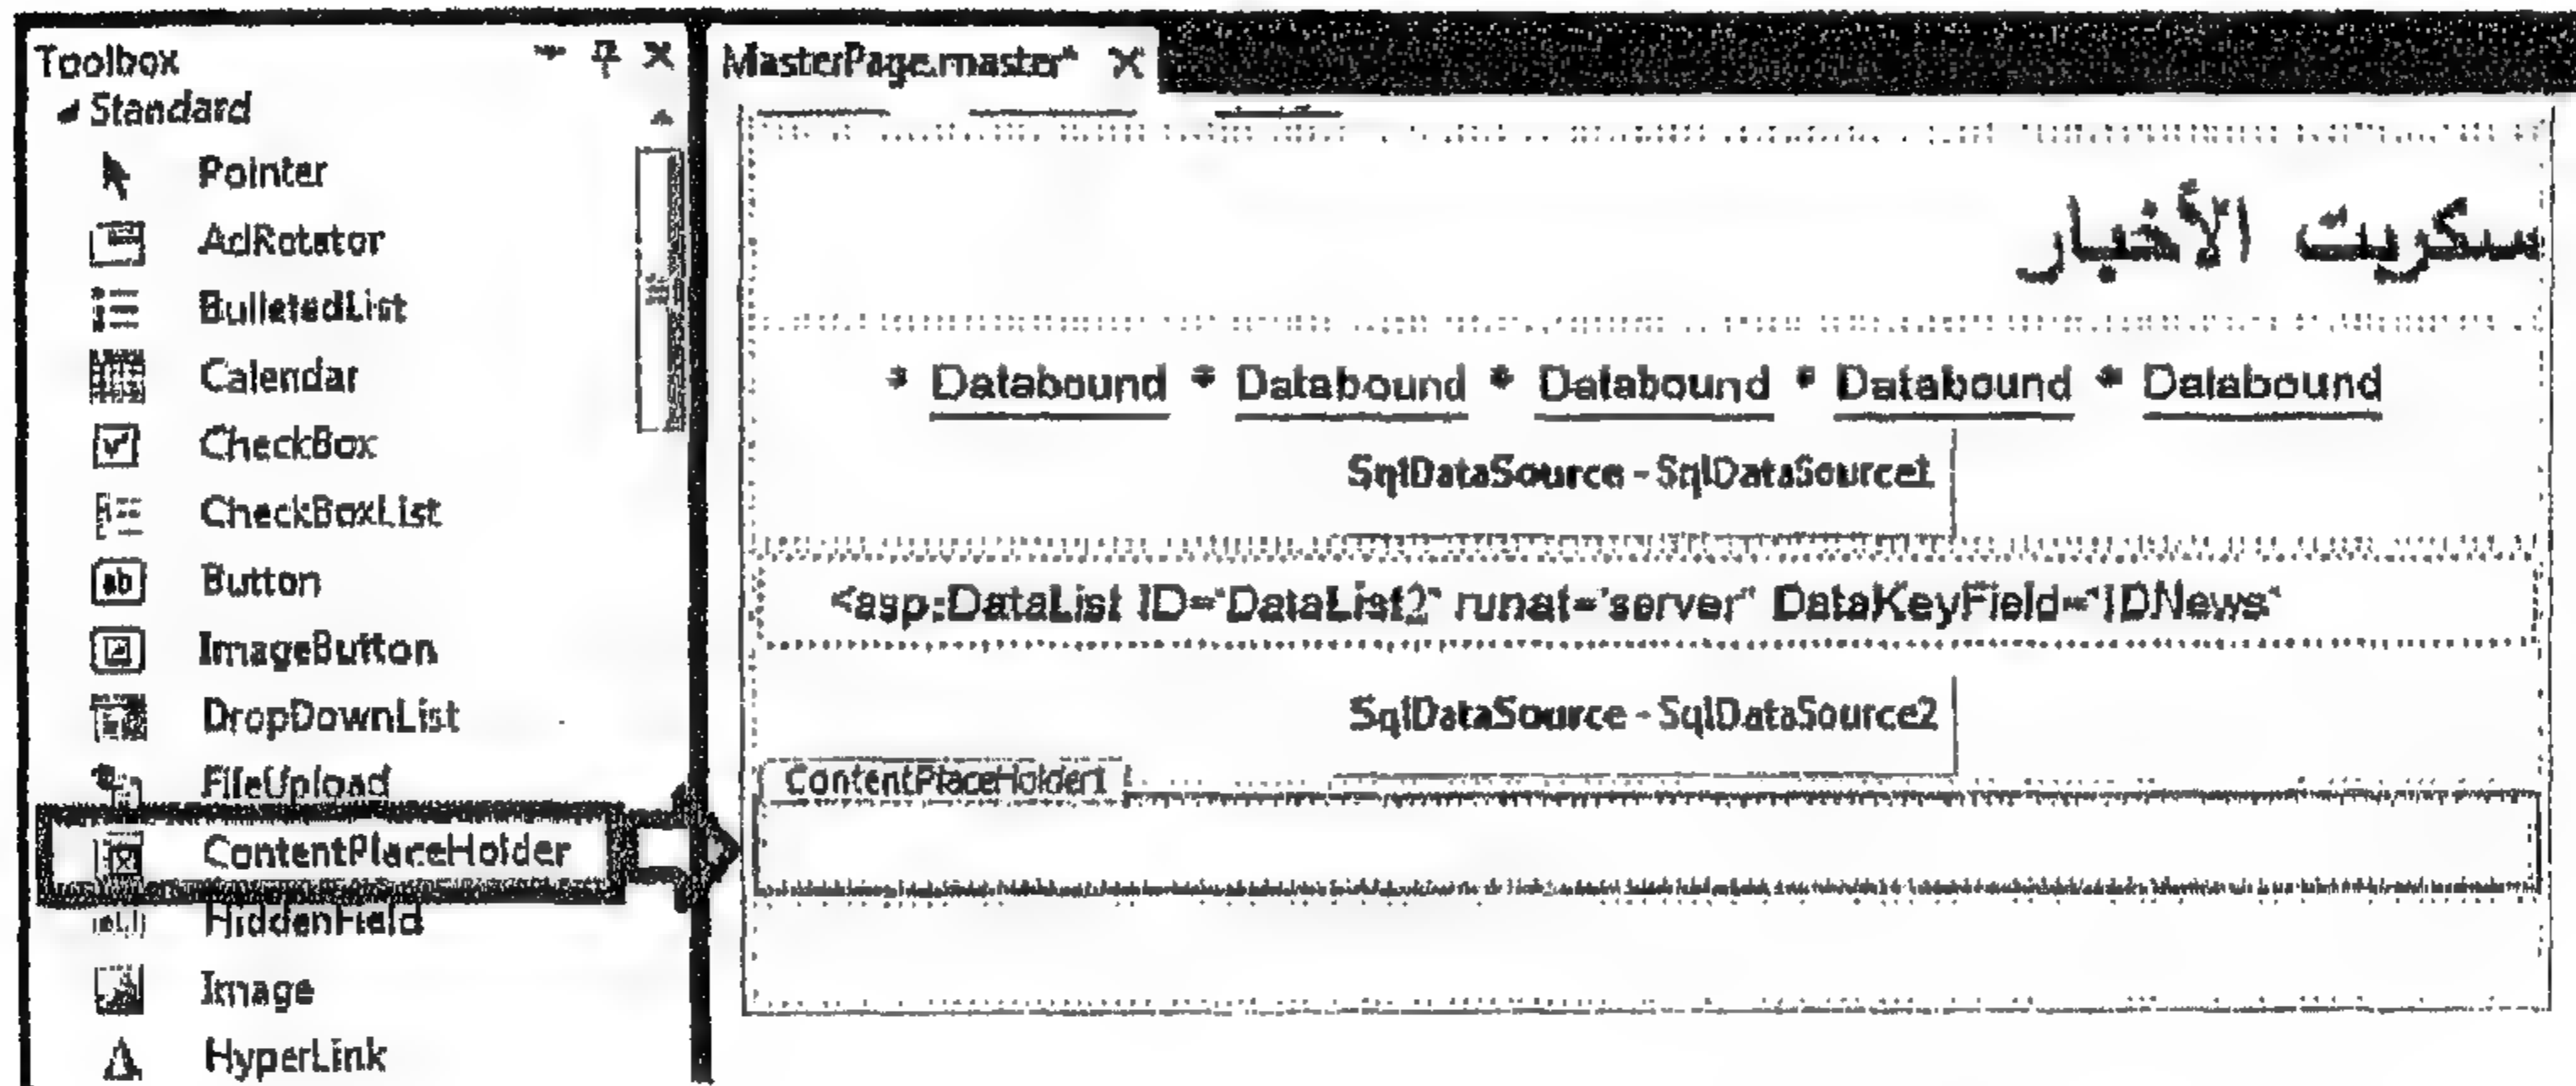 Toolbox
Standard
Pointer
AdRotator
BulletedList
Calendar
CheckBox
CheckBoxList
Button
ImageButton
DropDownList
FileUpload
ContentPlaceHolder
HiddenField
Image
HyperLink
MasterPage.master*
سكربت الأخبار
* Databound * Databound * Databound * Databound * Databound
SqlDataSource - SqlDataSource1
<asp:DataList ID="DataList2" runat="server" DataKeyField="IDNews"
SqlDataSource - SqlDataSource2
ContentPlaceHolder1